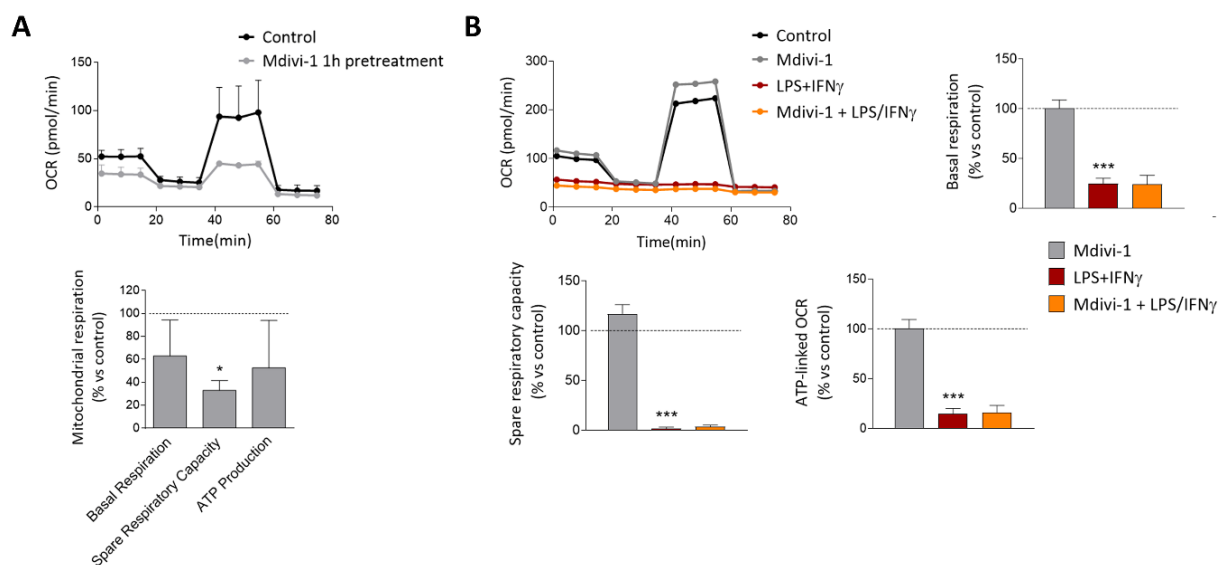 A
Control
Mdivi-1 1h pretreatment
OCR (pmol/min)
150
100
50
0
0 20 40 60 80
Time(min)
Mitochondrial respiration
(% vs control)
120
100
80
60
40
20
0
*
Basal Respiration
Spare Respiratory Capacity
ATP Production
B
Control
Mdivi-1
LPS+IFNγ
Mdivi-1 + LPS/IFNγ
OCR (pmol/min)
300
200
100
0
0 20 40 60 80
Time(min)
Basal respiration
(% vs control)
150
100
50
0
***
Spare respiratory capacity
(% vs control)
150
100
50
0
***
ATP-linked OCR
(% vs control)
150
100
50
0
***
Mdivi-1
LPS+IFNγ
Mdivi-1 + LPS/IFNγ